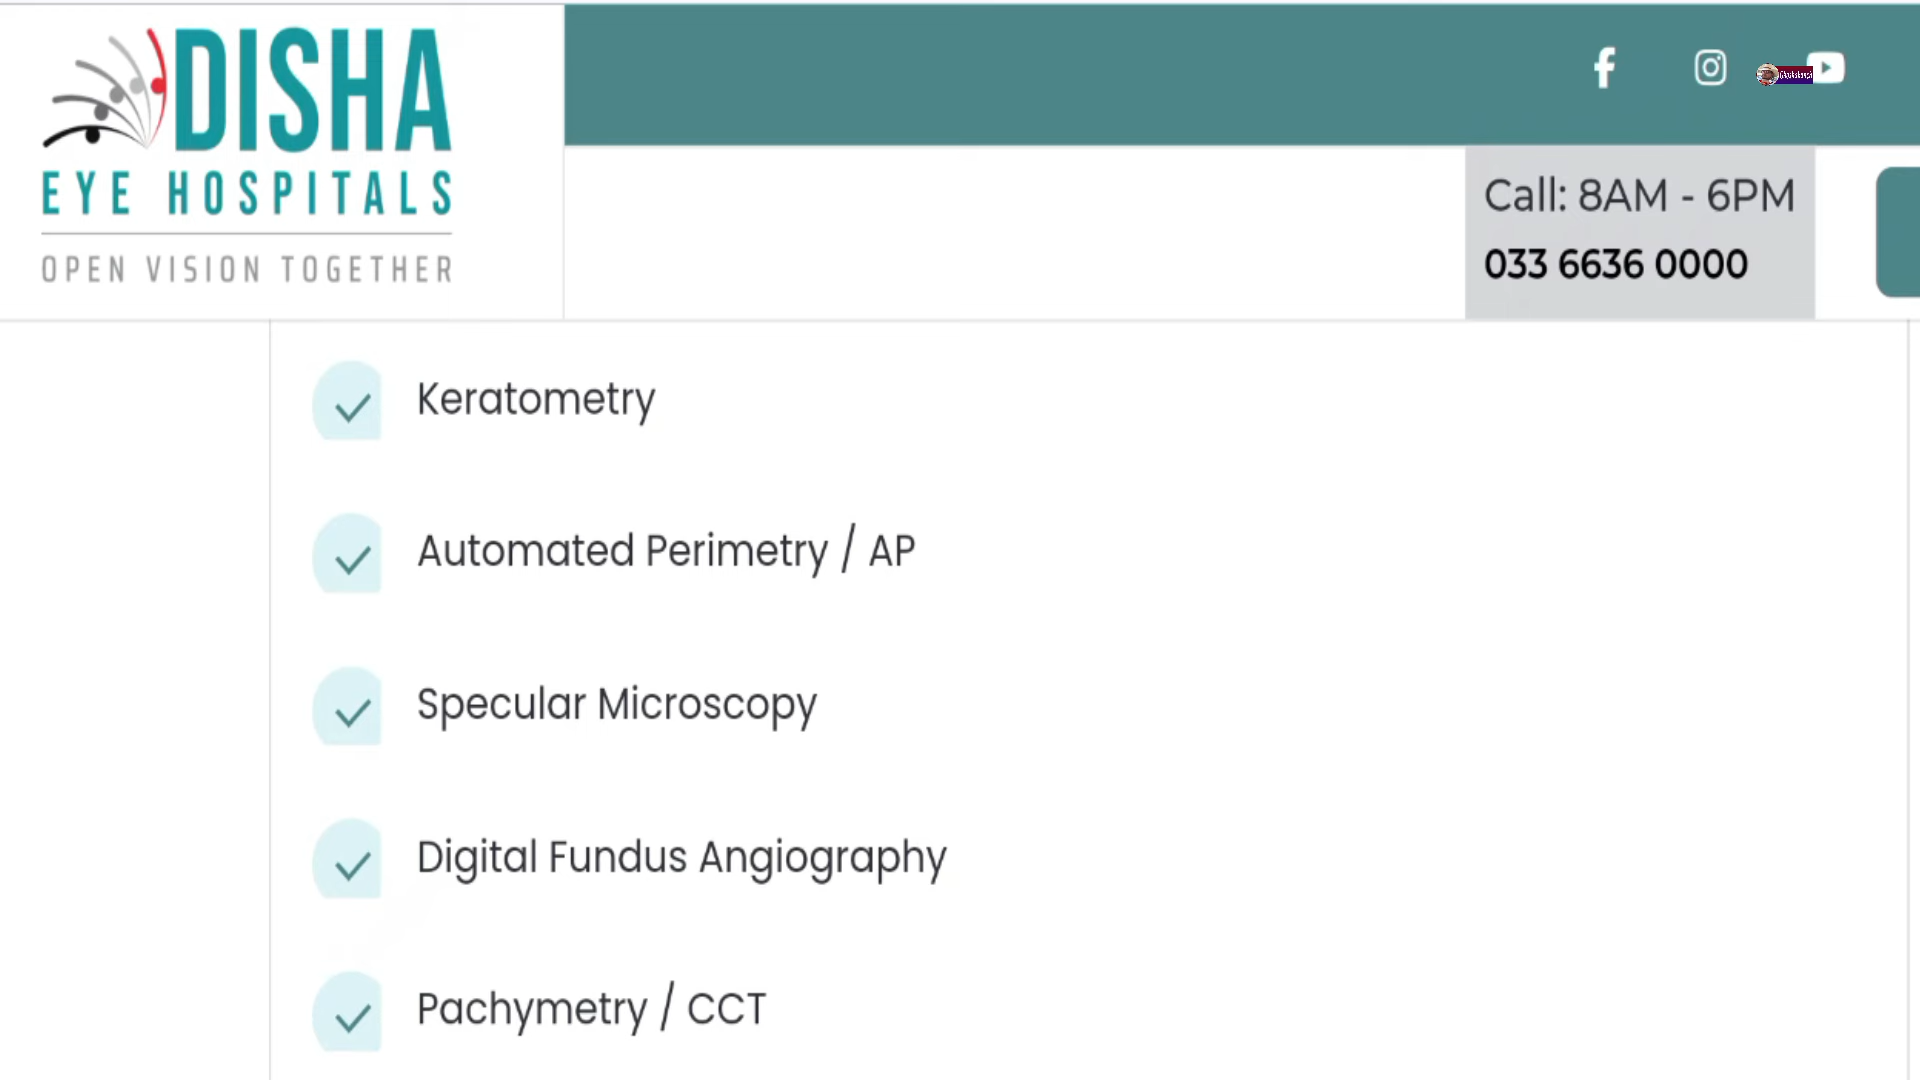 DISHA
EYE HOSPITALS
OPEN VISION TOGETHER
Call: 8AM - 6PM
033 6636 0000
Keratometry
Automated Perimetry / AP
Specular Microscopy
Digital Fundus Angiography
Pachymetry / CCT